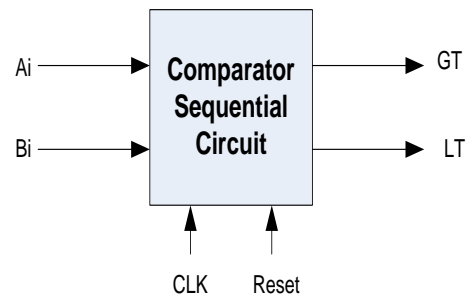 Ai
Bi
Comparator
Sequential
Circuit
GT
LT
CLK
Reset